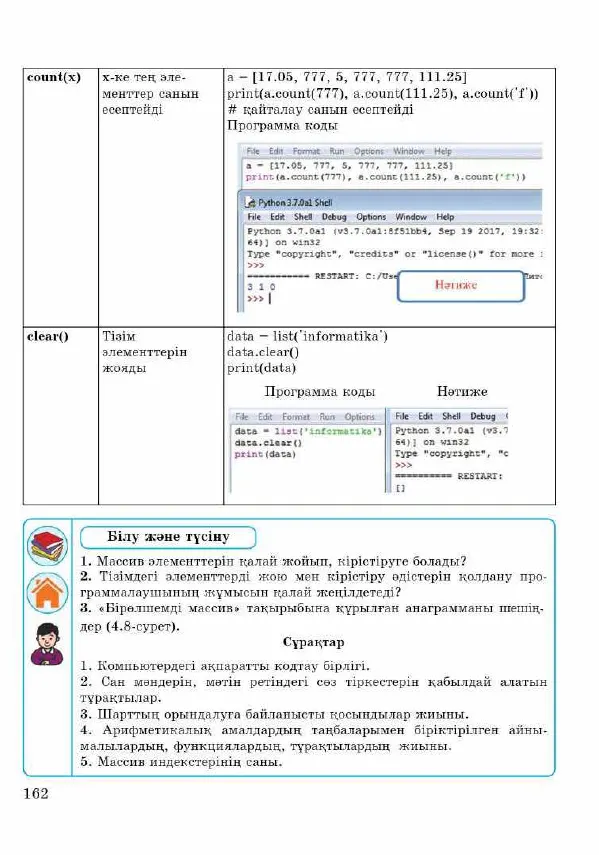 count(x)
х-ке тең эле-
менттер санын
есептейді
a = [17.05, 777, 5, 777, 777, 111.25]
print(a.count(777), a.count(111.25), a.count('f'))
# қайталау санын есептейді
Программа коды
File Edit Format Run Options Window Help
a = [17.05, 777, 5, 777, 777, 111.25]
print(a.count(777), a.count(111.25), a.count('f'))
Python 3.7.0a1 Shell
File Edit Shell Debug Options Window Help
Python 3.7.0a1 (v3.7.0a1:8f51bb4, Sep 19 2017, 19:32:
64)] on win32
Type "copyright", "credits" or "license()" for more
>>>
=========== RESTART: C:/Use
Нәтиже
3 1 0
>>>
clear()
Тізім
элементтерін
жояды
data = list('informatika')
data.clear()
print(data)
Программа коды
Нәтиже
File Edit Format Run Options
data = list('informatika')
data.clear()
print(data)
File Edit Shell Debug
Python 3.7.0a1 (v3.7
64)] on win32
Type "copyright", "c
>>>
========== RESTART:
[]
Білу және түсіну
1. Массив элементтерін қалай жойып, кірістіруге болады?
2. Тізімдегі элементтерді жою мен кірістіру әдістерін қолдану про-
граммалаушының жұмысын қалай жеңілдетеді?
3. «Бірөлшемді массив» тақырыбына құрылған анаграмманы шешің-
дер (4.8-сурет).
Сұрақтар
1. Компьютердегі ақпаратты кодтау бірлігі.
2. Сан мәндерін, мәтін ретіндегі сөз тіркестерін қабылдай алатын
тұрақтылар.
3. Шарттың орындалуға байланысты қосындылар жиыны.
4. Арифметикалық амалдардың таңбаларымен біріктірілген айны-
малылардың, функциялардың, тұрақтылардың жиыны.
5. Массив индекстерінің саны.
162